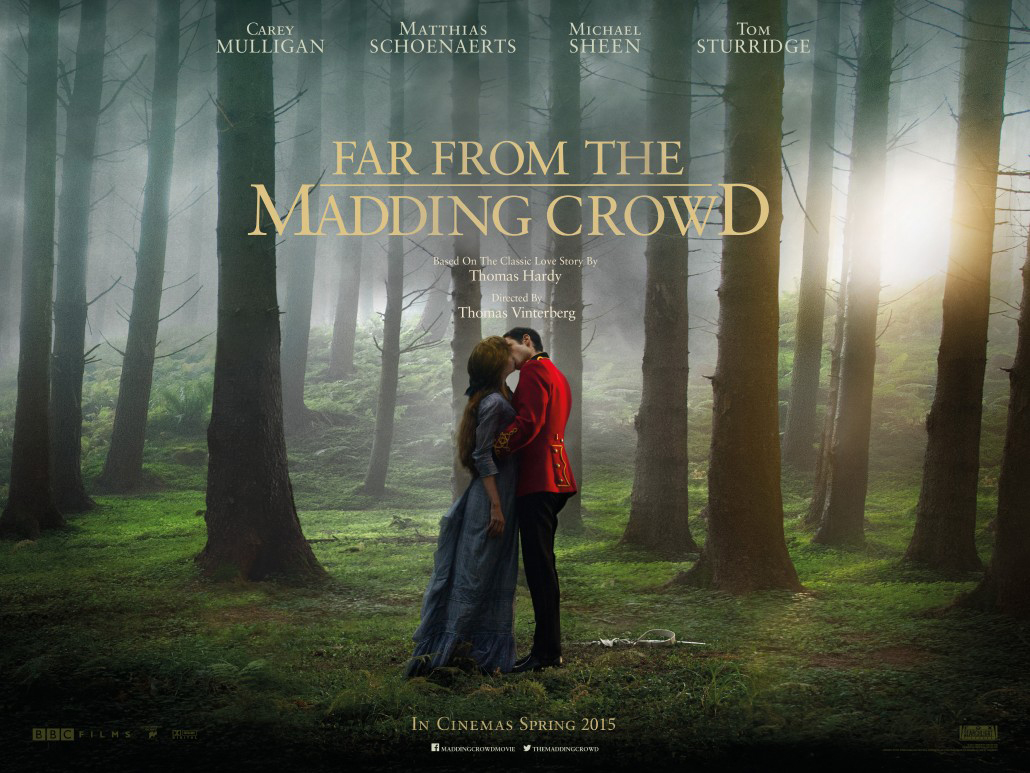 Carey Matthias Michael Tom
MULLIGAN SCHOENAERTS SHEEN STURRIDGE
FAR FROM THE
MADDING CROWD
Based On The Classic Love Story By
Thomas Hardy
Directed By
Thomas Vinterberg
In Cinemas Spring 2015
BBC FILMS
MADDINGCROWDMOVIE THEMADDINGCROWD